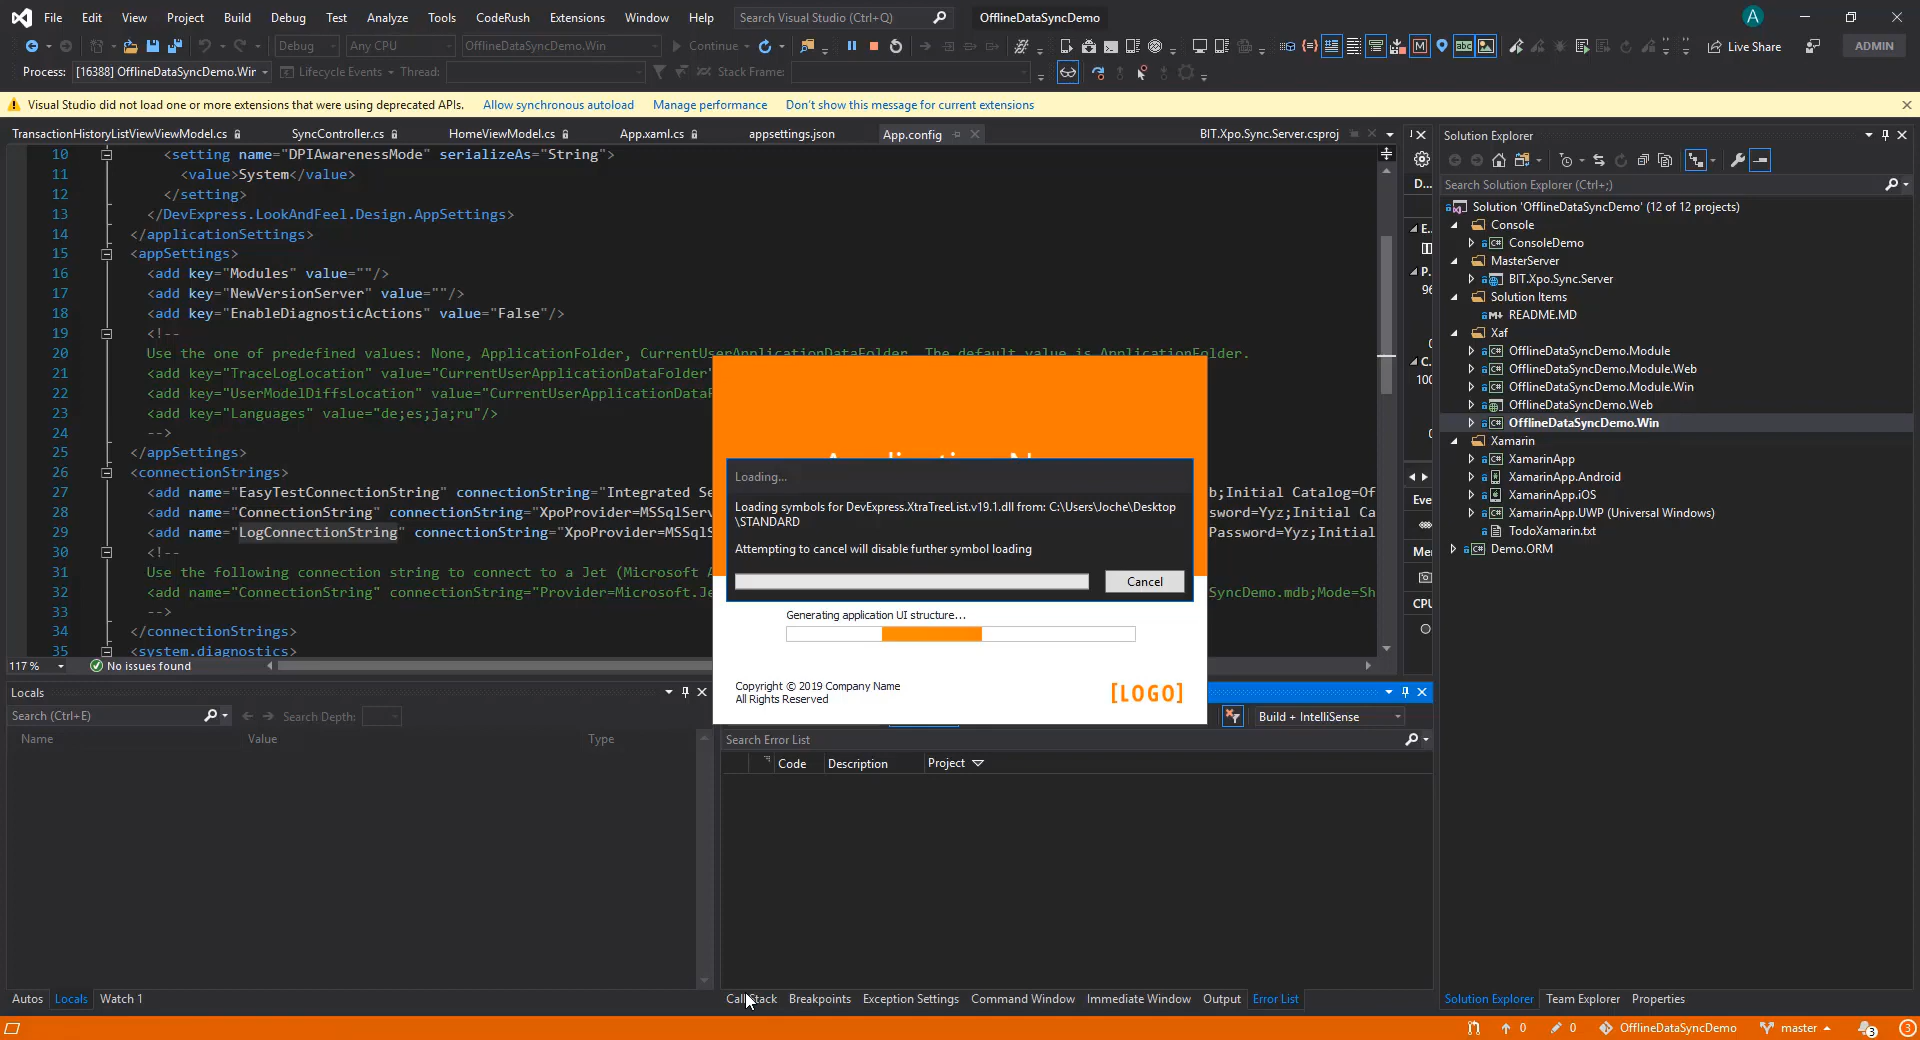 File Edit View Project Build Debug Test Analyze Tools CodeRush Extensions Window Help Search Visual Studio (Ctrl+Q) OfflineDataSyncDemo A
Debug Any CPU OfflineDataSyncDemo.Win Continue Live Share ADMIN
Process: [16388] OfflineDataSyncDemo.Wir Lifecycle Events Thread: Stack Frame:
Visual Studio did not load one or more extensions that were using deprecated APIs. Allow synchronous autoload Manage performance Don't show this message for current extensions
TransactionHistoryListViewViewModel.cs SyncController.cs HomeViewModel.cs App.xaml.cs appsettings.json App.config BIT.Xpo.Sync.Server.csproj
10 <setting name="DPIAwarenessMode" serializeAs="String">
11 <value>System</value>
12 </setting>
13 </DevExpress.LookAndFeel.Design.AppSettings>
14 </applicationSettings>
15 <appSettings>
16 <add key="Modules" value=""/>
17 <add key="NewVersionServer" value=""/>
18 <add key="EnableDiagnosticActions" value="False"/>
19 <!--
20 Use the one of predefined values: None, ApplicationFolder, CurrentUserApplicationDataFolder. The default value is ApplicationFolder.
21 <add key="TraceLogLocation" value="CurrentUserApplicationDataFolder"
22 <add key="UserModelDiffsLocation" value="CurrentUserApplicationDataF
23 <add key="Languages" value="de;es;ja;ru"/>
24 -->
25 </appSettings>
26 <connectionStrings>
27 <add name="EasyTestConnectionString" connectionString="Integrated Se b;Initial Catalog=Of
28 <add name="ConnectionString" connectionString="XpoProvider=MSSqlServ sword=Yyz;Initial Ca
29 <add name="LogConnectionString" connectionString="XpoProvider=MSSqlS Password=Yyz;Initial
30 <!--
31 Use the following connection string to connect to a Jet (Microsoft A
32 <add name="ConnectionString" connectionString="Provider=Microsoft.Je SyncDemo.mdb;Mode=Sh
33 -->
34 </connectionStrings>
35 <system.diagnostics>
117 % No issues found
Loading...
Loading symbols for DevExpress.XtraTreeList.v19.1.dll from: C:\Users\Joche\Desktop
\STANDARD
Attempting to cancel will disable further symbol loading
Cancel
Generating application UI structure...
Copyright © 2019 Company Name
All Rights Reserved
[LOGO]
D...
E...
P.
96
C.
100
Eve
Mer
CPU
Solution Explorer
Search Solution Explorer (Ctrl+;)
Solution 'OfflineDataSyncDemo' (12 of 12 projects)
Console
ConsoleDemo
MasterServer
BIT.Xpo.Sync.Server
Solution Items
README.MD
Xaf
OfflineDataSyncDemo.Module
OfflineDataSyncDemo.Module.Web
OfflineDataSyncDemo.Module.Win
OfflineDataSyncDemo.Web
OfflineDataSyncDemo.Win
Xamarin
XamarinApp
XamarinApp.Android
XamarinApp.iOS
XamarinApp.UWP (Universal Windows)
TodoXamarin.txt
Demo.ORM
Locals
Search (Ctrl+E) Search Depth:
Name Value Type
Build + IntelliSense
Search Error List
Code Description Project
Autos Locals Watch 1
Call Stack Breakpoints Exception Settings Command Window Immediate Window Output Error List
Solution Explorer Team Explorer Properties
0 0 OfflineDataSyncDemo master 3 3